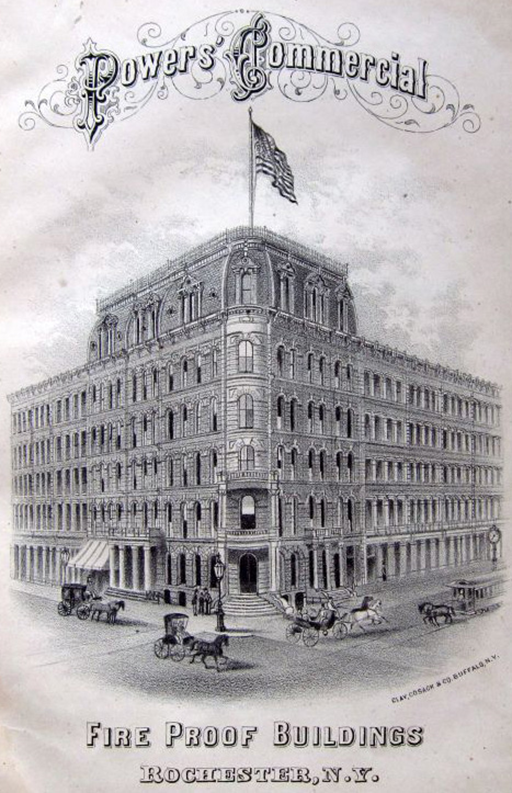 Powers' Commercial
CLAY, COSACK & CO. BUFFALO, N.Y.
FIRE PROOF BUILDINGS
ROCHESTER, N.Y.